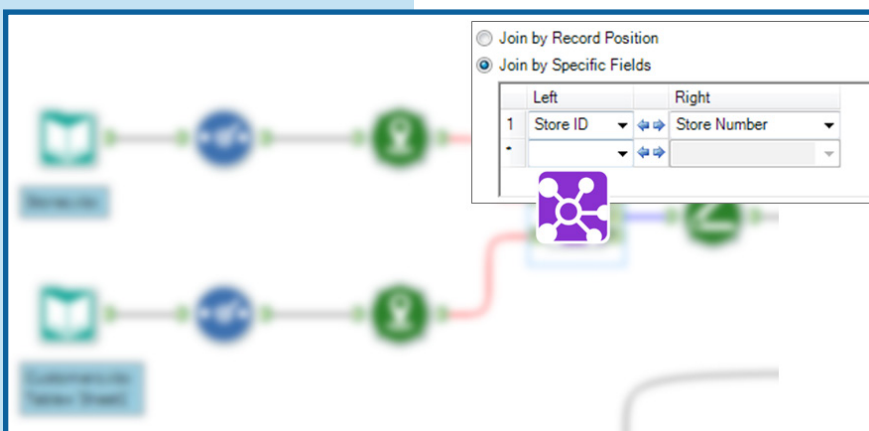 Join by Record Position
Join by Specific Fields
Left Right
1 Store ID Store Number
-